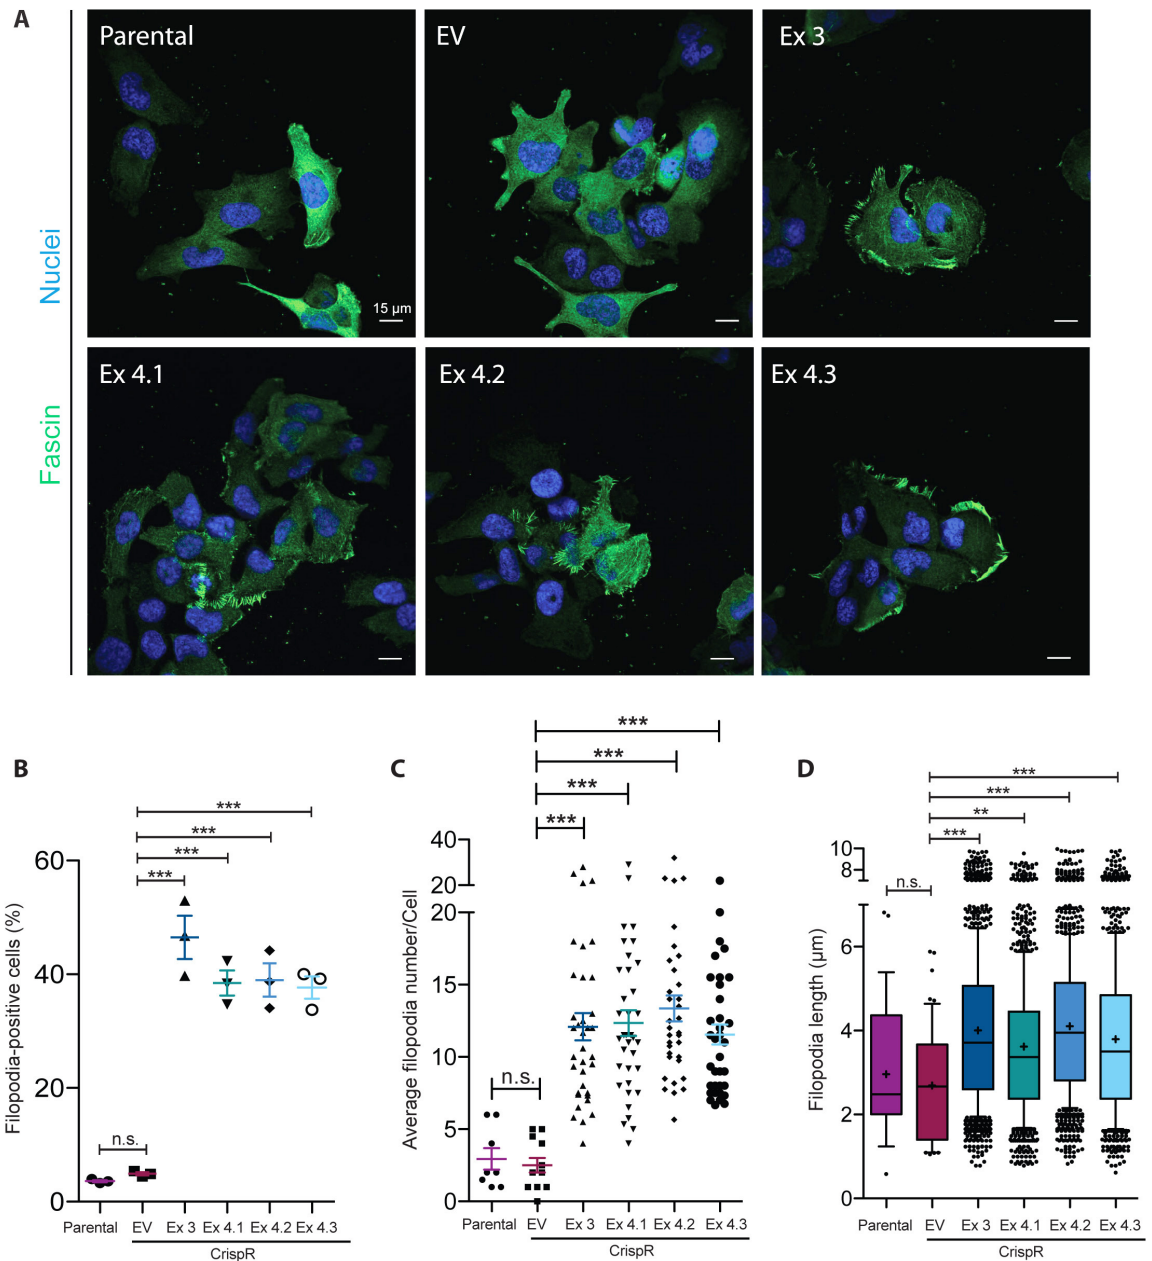 A
Parental
EV
Ex 3
Nuclei
15 µm
Ex 4.1
Ex 4.2
Ex 4.3
Fascin
B
Filopodia-positive cells (%)
***
***
***
***
n.s.
60
40
20
0
Parental EV Ex 3 Ex 4.1 Ex 4.2 Ex 4.3
CrispR
C
Average filopodia number/Cell
***
***
***
***
n.s.
40
20
20
15
10
5
0
Parental EV Ex 3 Ex 4.1 Ex 4.2 Ex 4.3
CrispR
D
Filopodia length (µm)
***
***
**
***
n.s.
10
8
6
4
2
0
Parental EV Ex 3 Ex 4.1 Ex 4.2 Ex 4.3
CrispR